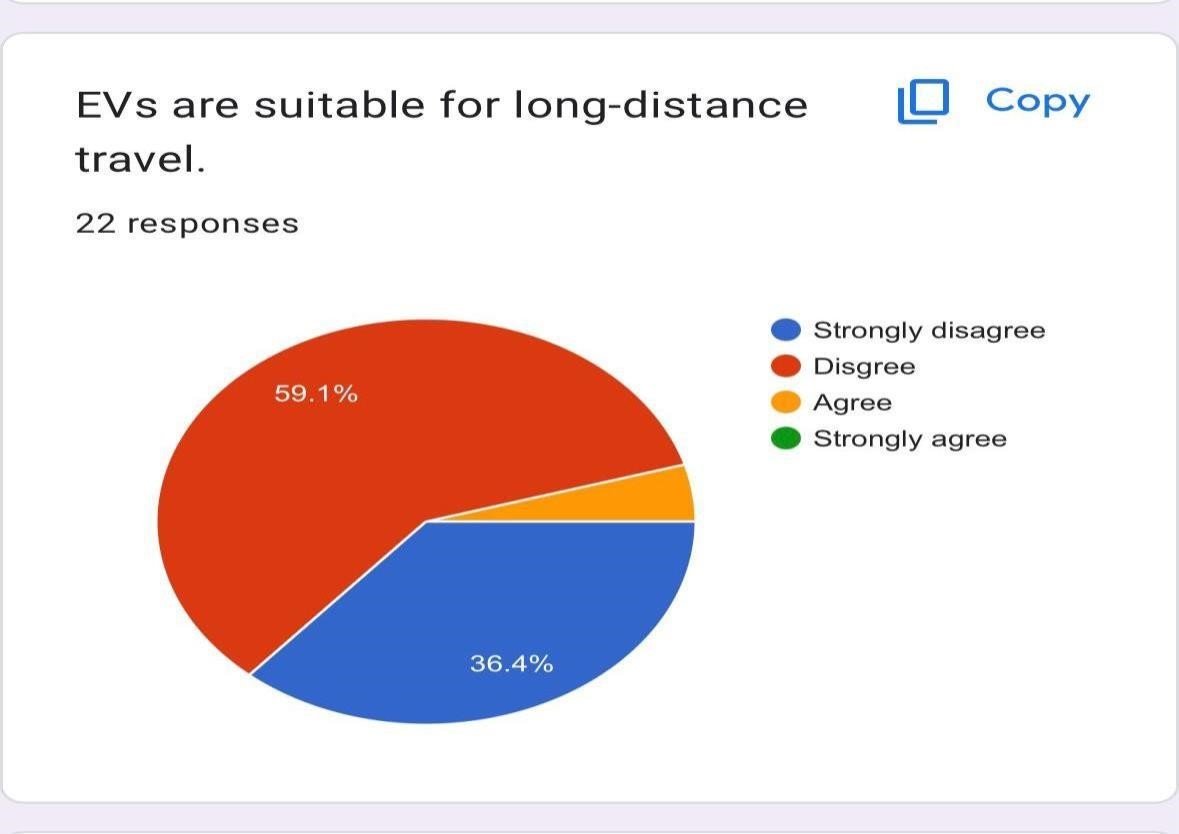 EVs are suitable for long-distance
travel.
Copy
22 responses
59.1%
36.4%
Strongly disagree
Disgree
Agree
Strongly agree